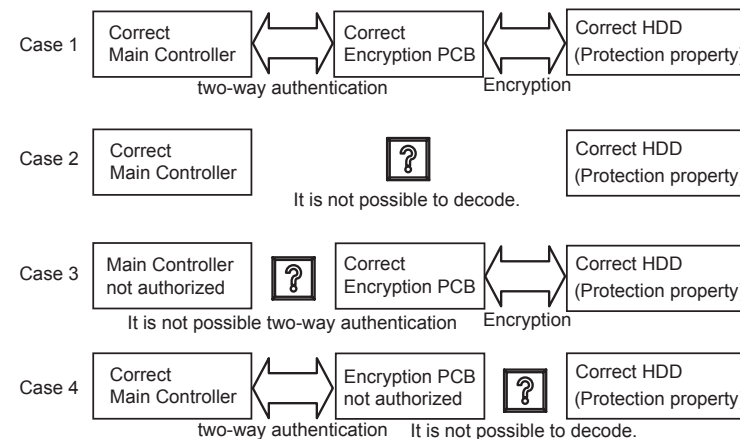 Case 1
Correct
Main Controller
Correct
Encryption PCB
Correct HDD
(Protection property)
two-way authentication
Encryption
Case 2
Correct
Main Controller
?
Correct HDD
(Protection property
It is not possible to decode.
Case 3
Main Controller
not authorized
?
Correct
Encryption PCB
Correct HDD
(Protection property
It is not possible two-way authentication
Encryption
Case 4
Correct
Main Controller
Encryption PCB
not authorized
?
Correct HDD
(Protection property)
two-way authentication
It is not possible to decode.